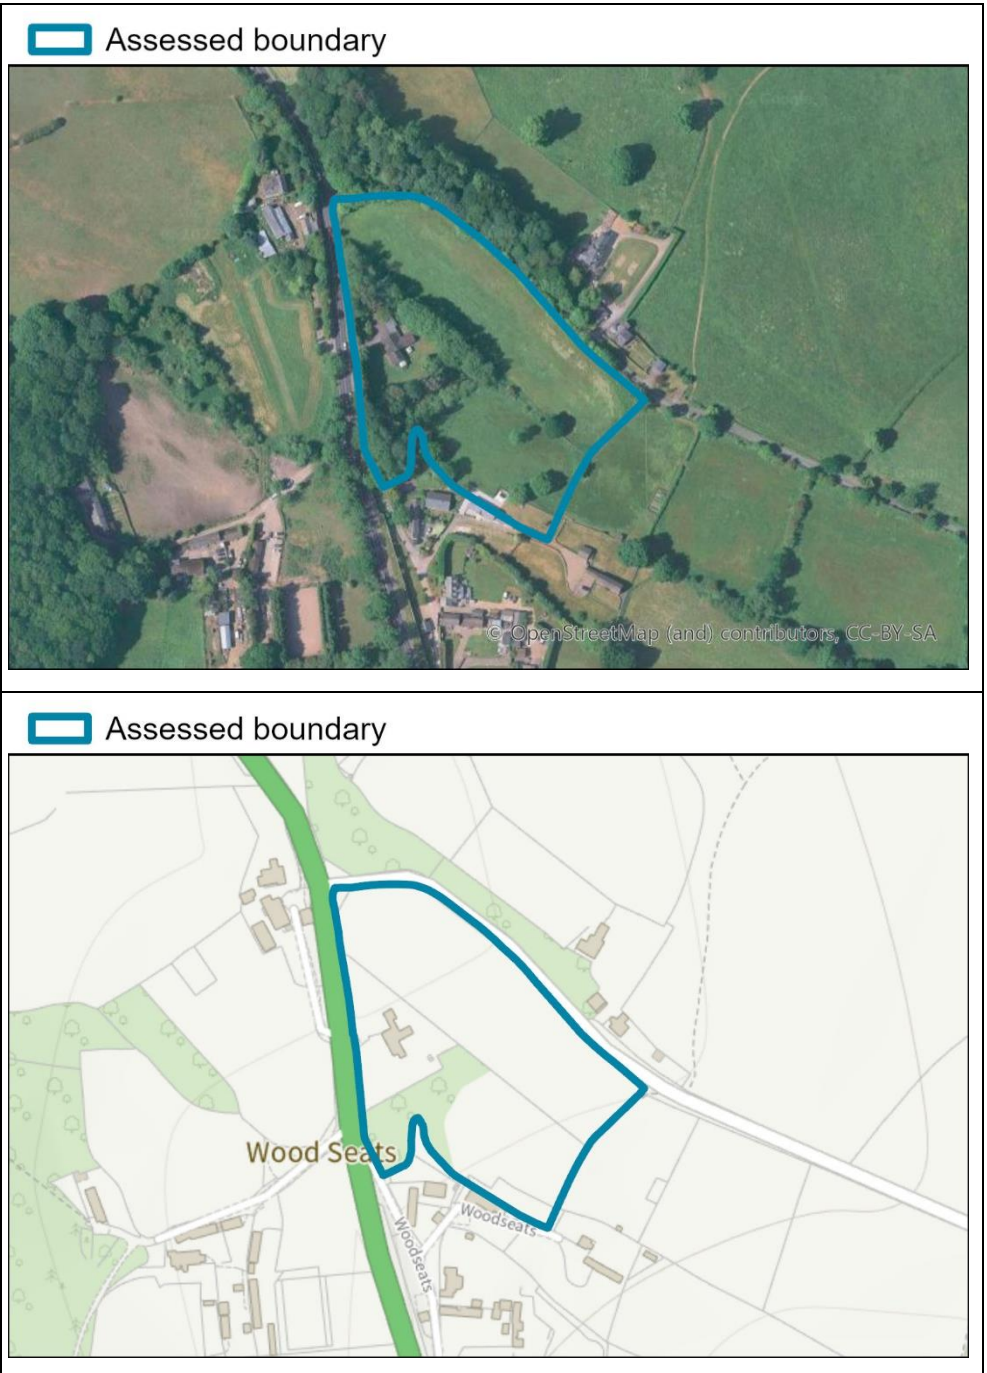 Assessed boundary
© OpenStreetMap (and) contributors, CC-BY-SA
Assessed boundary
Wood Seats
Woodseats
Woodseats